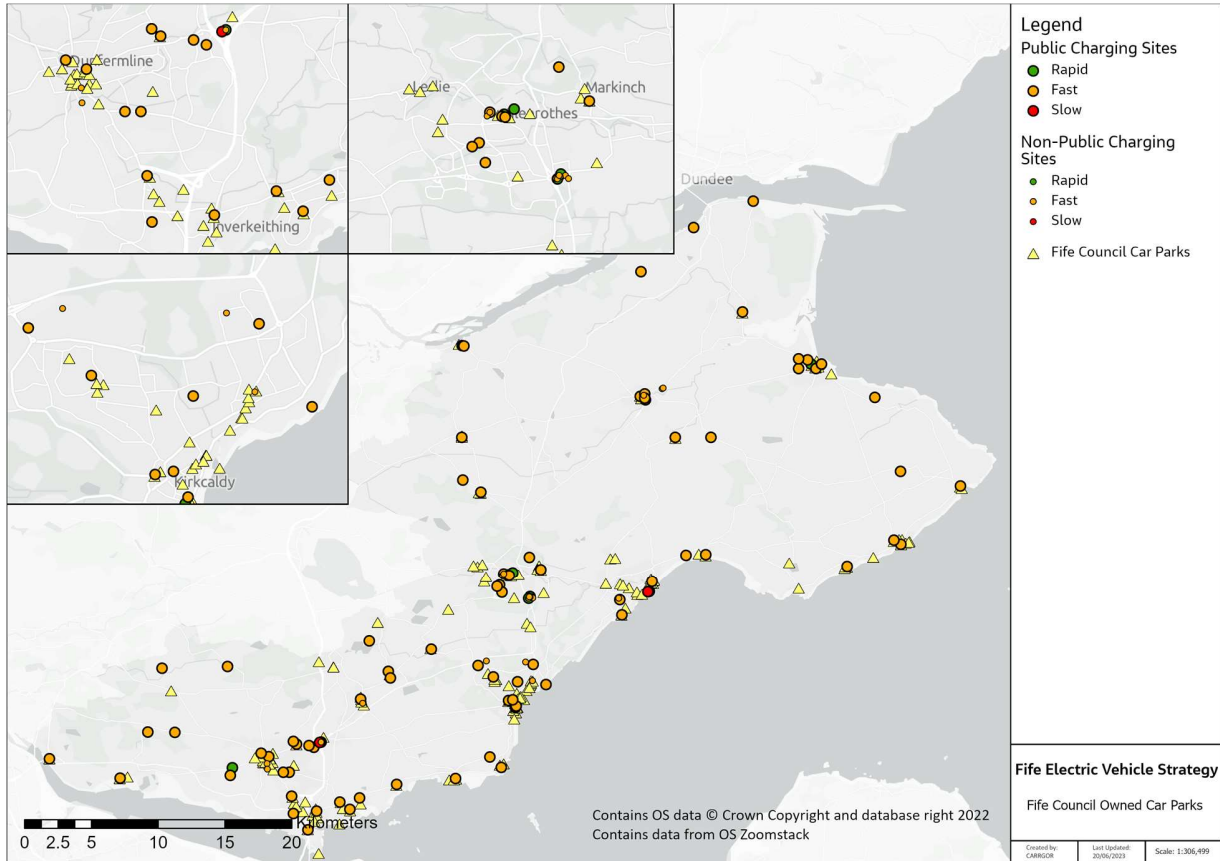 Dunfermline
Inverkeithing
Leslie
Markinch
Glenrothes
Kirkcaldy
Dundee
Kilometers
0 2.5 5 10 15 20
Contains OS data © Crown Copyright and database right 2022
Contains data from OS Zoomstack
Legend
Public Charging Sites
Rapid
Fast
Slow
Non-Public Charging
Sites
Rapid
Fast
Slow
Fife Council Car Parks
Fife Electric Vehicle Strategy
Fife Council Owned Car Parks
Created by:
CARRGOR
Last Updated:
20/06/2023
Scale: 1:306,499